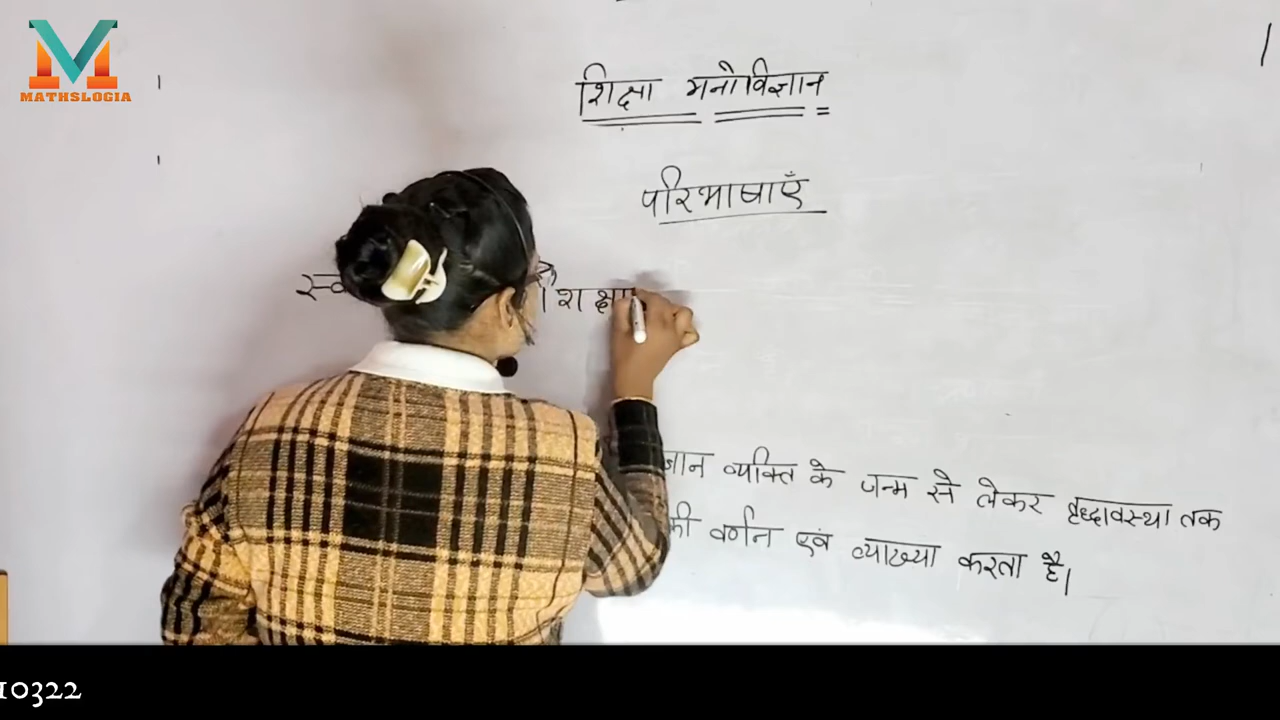 MATHSLOGIA
शिक्षा मनोविज्ञान
परिभाषाएँ
शिक्षा
व्यक्ति के जन्म से लेकर वृद्धावस्था तक
की वर्णन एवं व्याख्या करता है।
10322